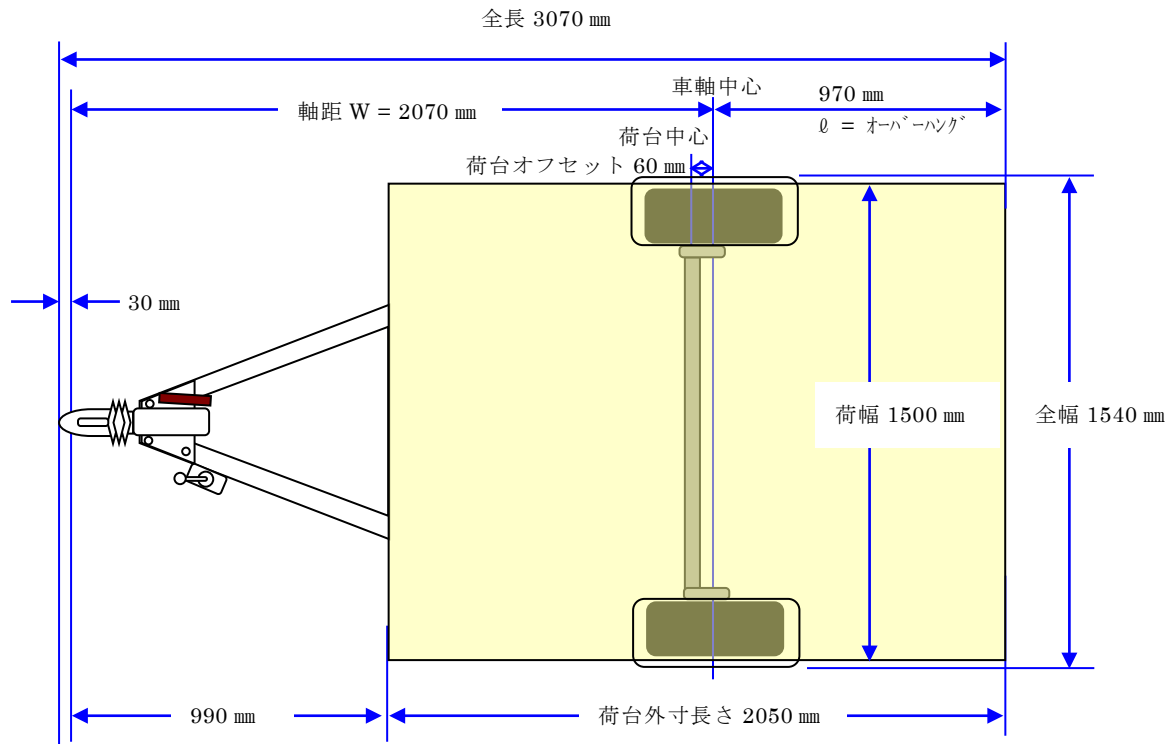 全長 3070 ㎜
車軸中心
970 ㎜
軸距 W = 2070 ㎜
ℓ = ｵｰﾊﾞｰﾊﾝｸﾞ
荷台中心
荷台オフセット 60 ㎜
30 ㎜
荷幅 1500 ㎜
全幅 1540 ㎜
990 ㎜
荷台外寸長さ 2050 ㎜